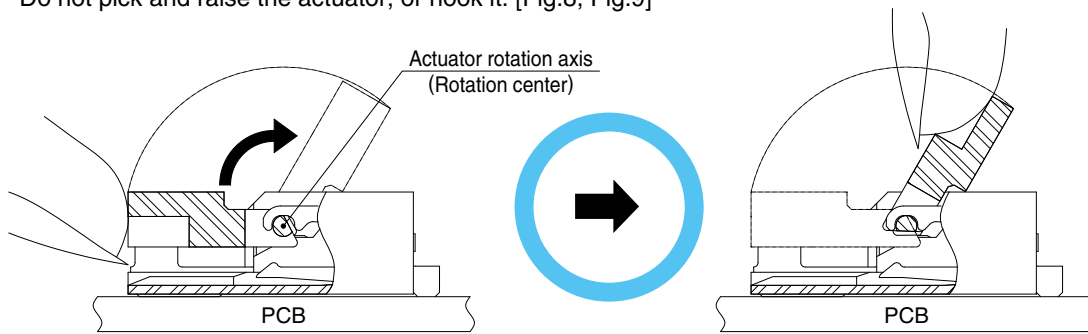 Do not pick and raise the actuator, or hook it. [Fig.8, Fig.9]
Actuator rotation axis
(Rotation center)
PCB
PCB